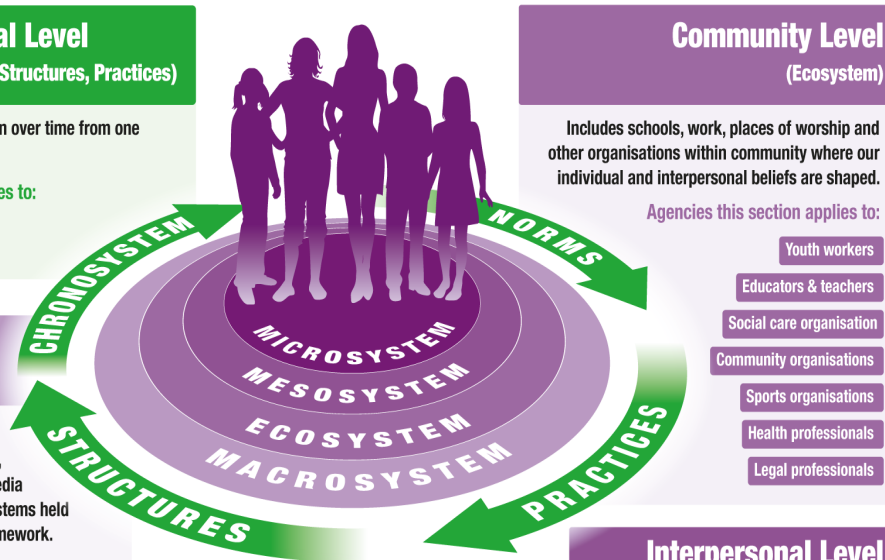 al Level
Structures, Practices)
m over time from one
es to:
Community Level
(Ecosystem)
Includes schools, work, places of worship and
other organisations within community where our
individual and interpersonal beliefs are shaped.
Agencies this section applies to:
Youth workers
Educators & teachers
Social care organisation
Community organisations
Sports organisations
Health professionals
Legal professionals
CHRONOSYSTEM
NORMS
PRACTICES
STRUCTURES
MICROSYSTEM
MESOSYSTEM
ECOSYSTEM
MACROSYSTEM
edia
stems held
nework.
Interpersonal Level